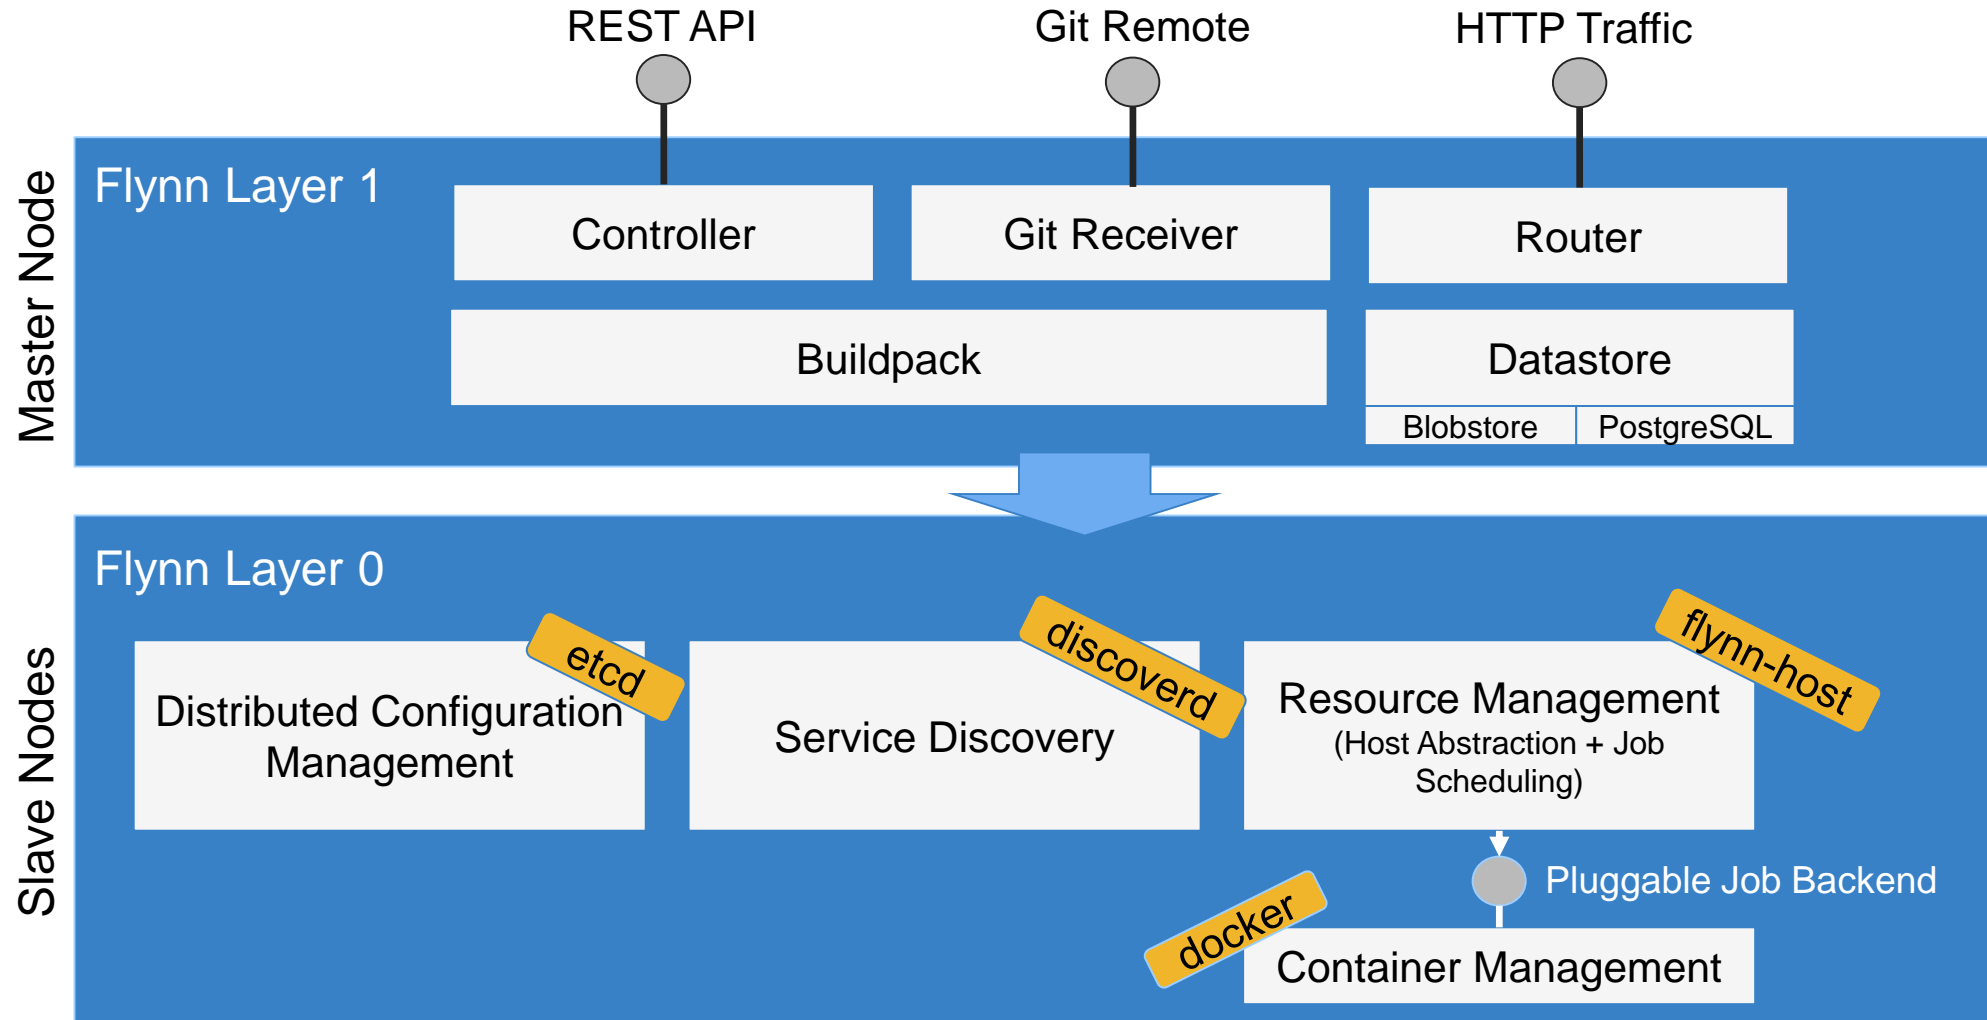 REST API
Git Remote
HTTP Traffic
Master Node
Flynn Layer 1
Controller
Git Receiver
Router
Buildpack
Datastore
Blobstore
PostgreSQL
Slave Nodes
Flynn Layer 0
etcd
Distributed Configuration
Management
discoverd
Service Discovery
flynn-host
Resource Management
(Host Abstraction + Job
Scheduling)
Pluggable Job Backend
docker
Container Management